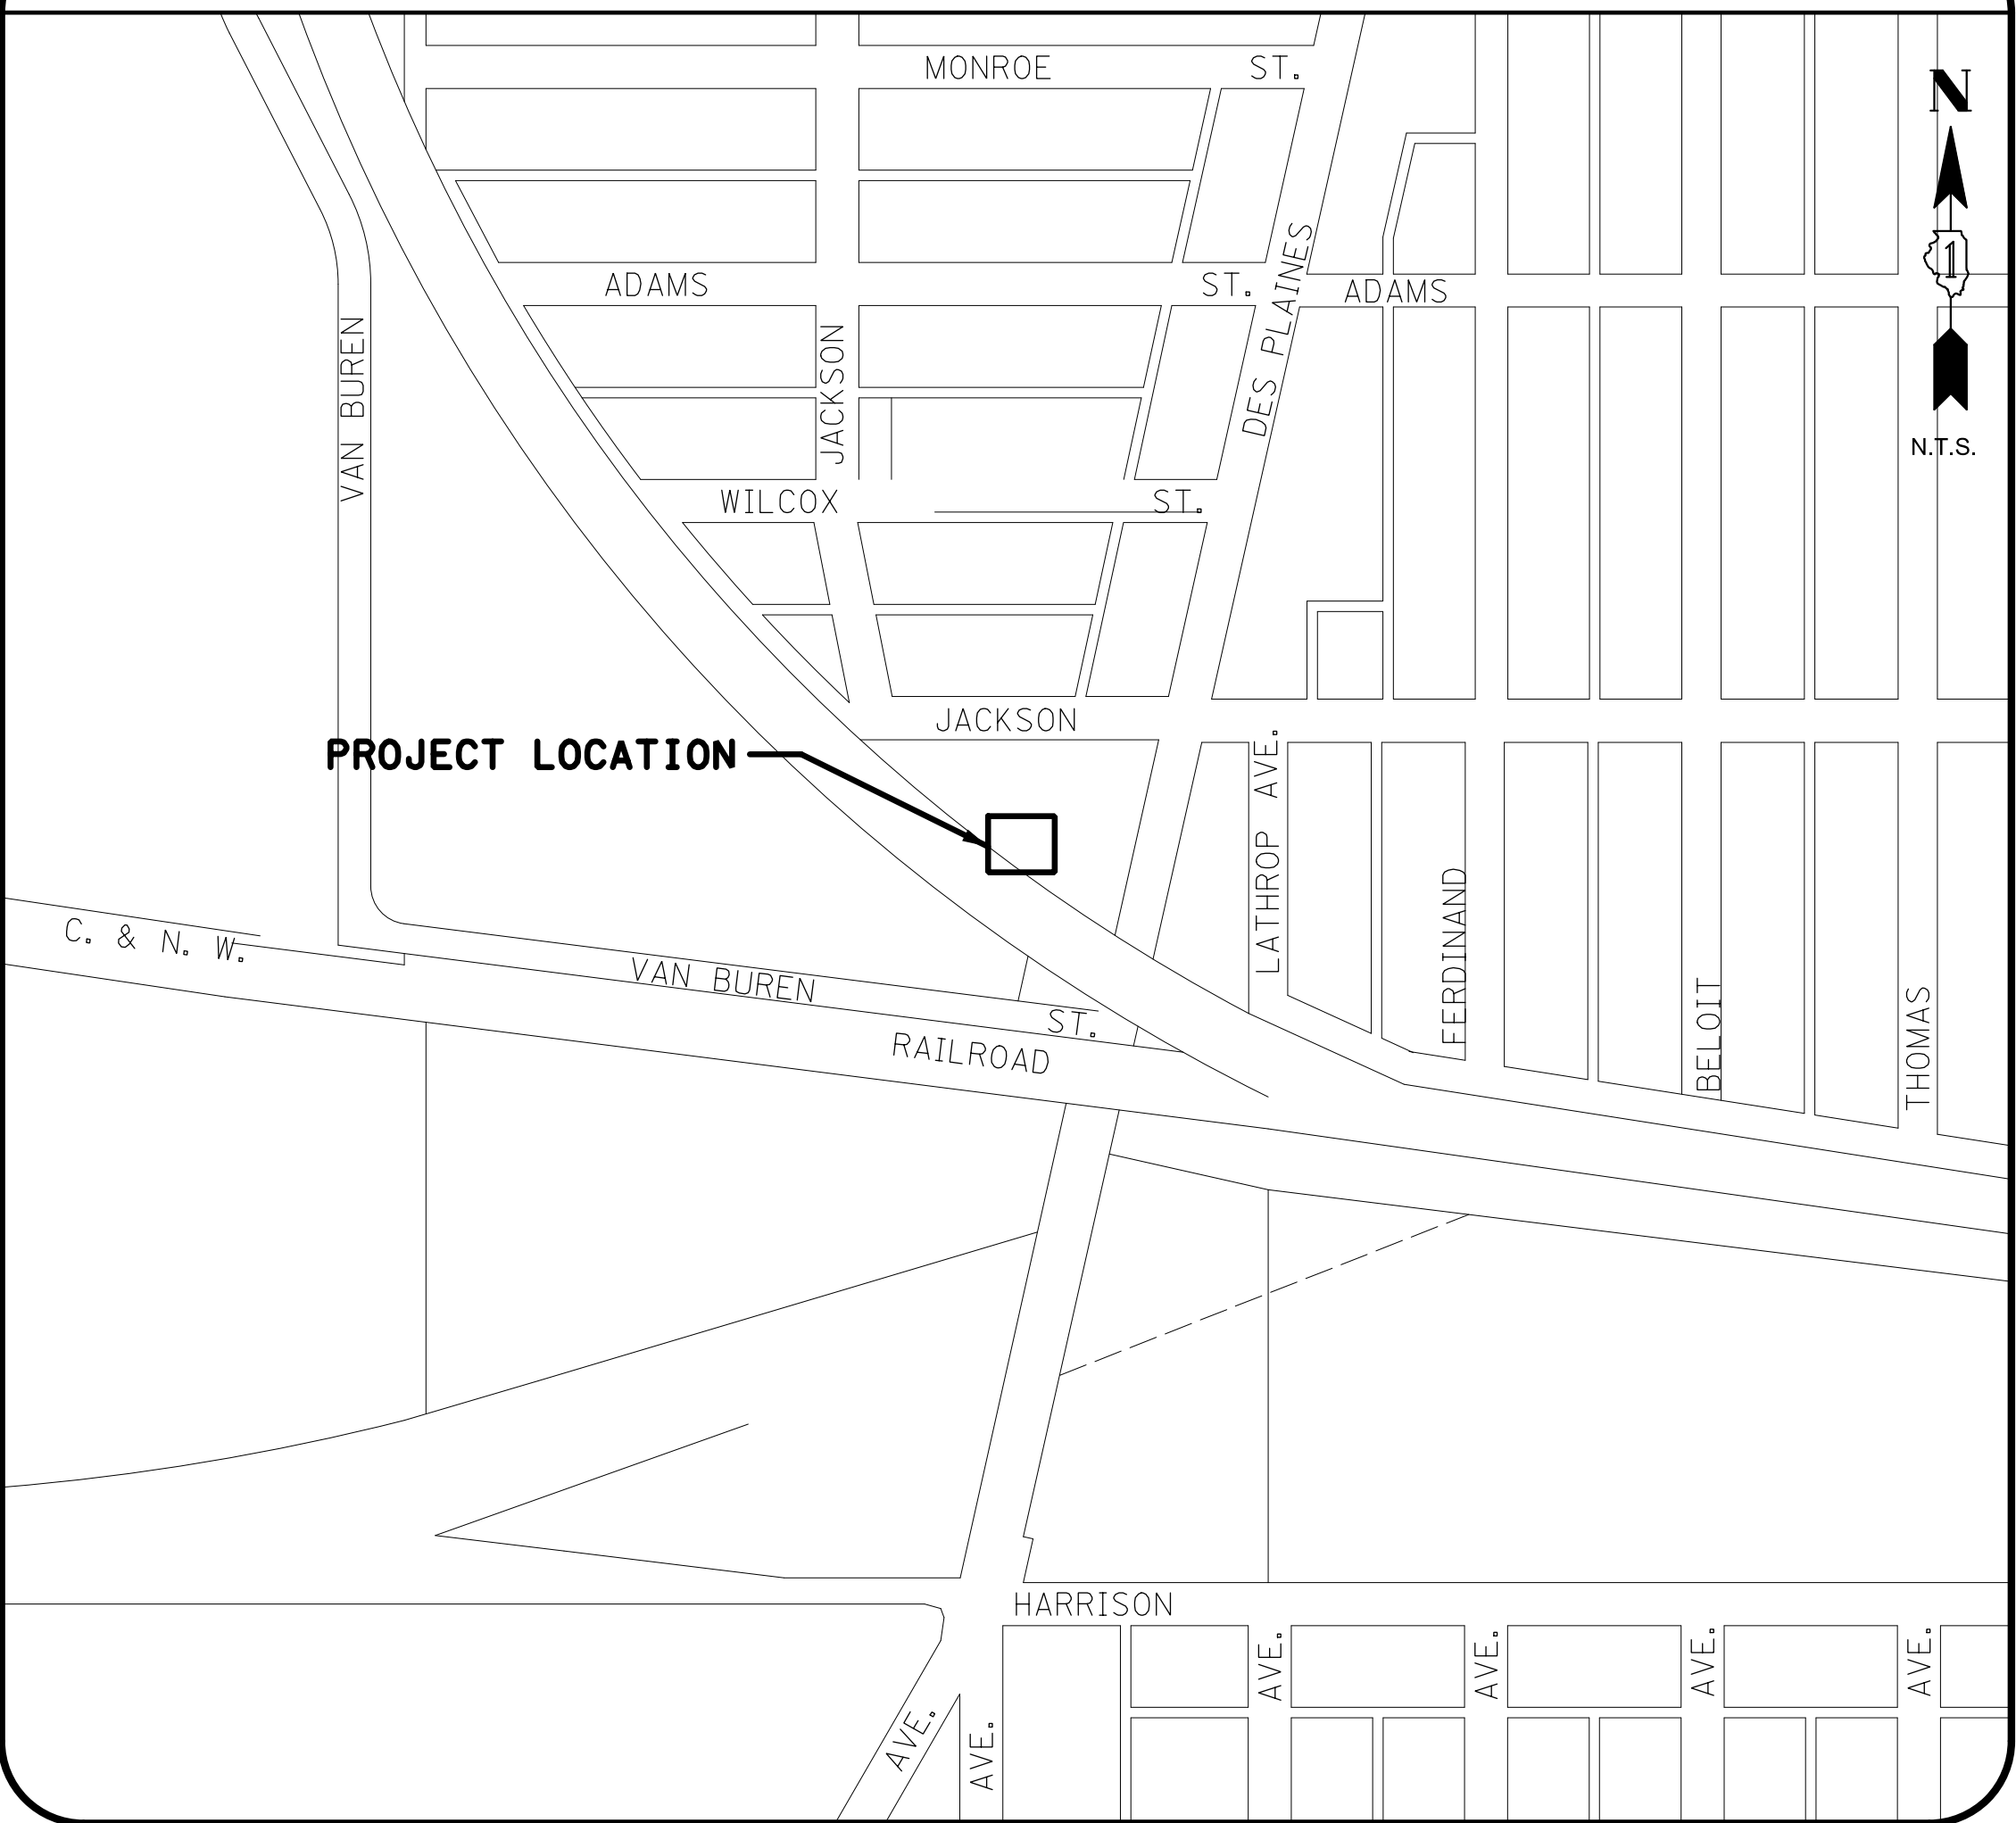 MONROE ST.
N
1
ADAMS ST.
ADAMS
DES PLAINES
VAN BUREN
JACKSON
N.T.S.
WILCOX ST.
JACKSON
PROJECT LOCATION
LATHROP AVE.
FERDINAND
BELOIT
THOMAS
C. & N. W.
VAN BUREN ST.
RAILROAD
HARRISON
AVE.
AVE.
AVE.
AVE.
AVE.
AVE.